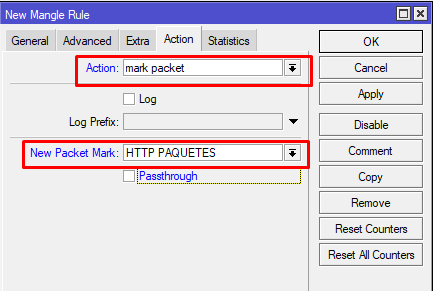 New Mangle Rule
General Advanced Extra Action Statistics
Action: mark packet
Log
Log Prefix:
New Packet Mark: HTTP PAQUETES
Passthrough
OK
Cancel
Apply
Disable
Comment
Copy
Remove
Reset Counters
Reset All Counters